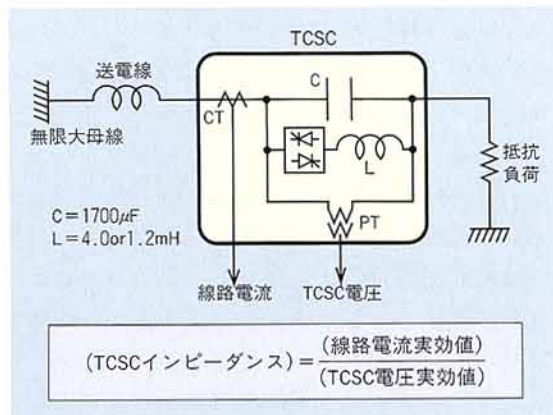 TCSC
送電線
C
CT
無限大母線
L
抵抗
負荷
PT
C=1700μF
L=4.0or1.2mH
線路電流
TCSC電圧
(TCSCインピーダンス)=(線路電流実効値)
(TCSC電圧実効値)